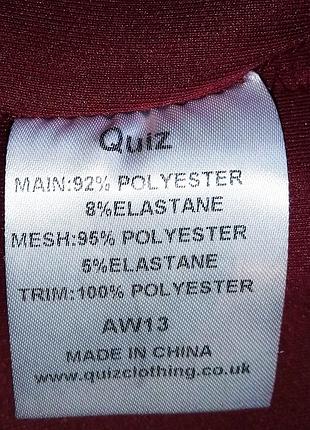 Quiz
MAIN:92% POLYESTER
8%ELASTANE
MESH:95% POLYESTER
5%ELASTANE
TRIM:100% POLYESTER
AW13
MADE IN CHINA
www.quizclothing.co.uk